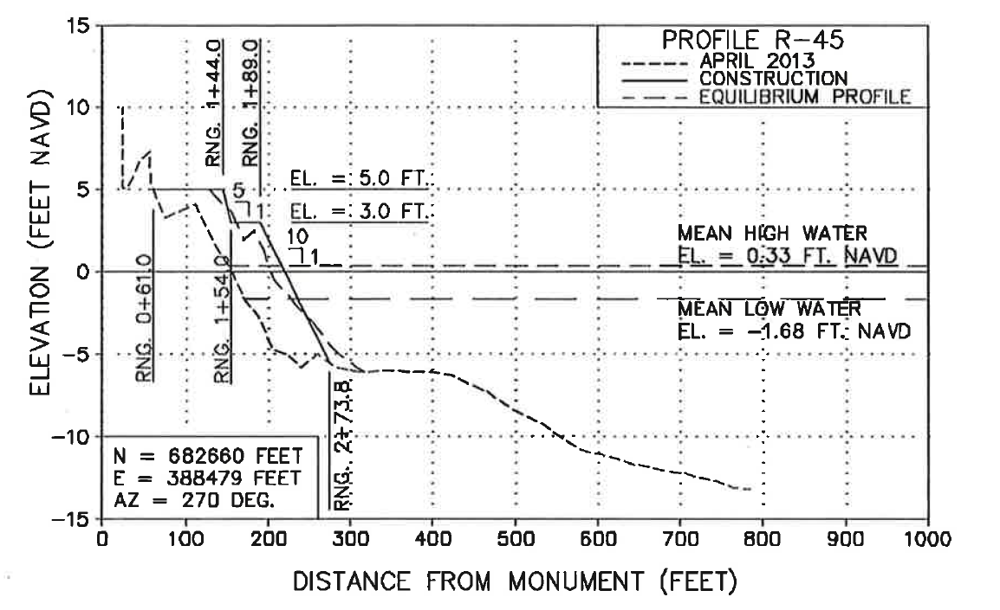 PROFILE R-45
APRIL 2013
CONSTRUCTION
EQUILIBRIUM PROFILE
15
10
5
0
-5
-10
-15
ELEVATION (FEET NAVD)
RNG. 1+44.0
RNG. 1+89.0
RNG. 0+61.0
RNG. 1+54.0
RNG. 2+73.8
5
1
EL. = 5.0 FT.
EL. = 3.0 FT.
10
1
MEAN HIGH WATER
EL. = 0.33 FT. NAVD
MEAN LOW WATER
EL. = -1.68 FT. NAVD
N = 682660 FEET
E = 388479 FEET
AZ = 270 DEG.
0 100 200 300 400 500 600 700 800 900 1000
DISTANCE FROM MONUMENT (FEET)